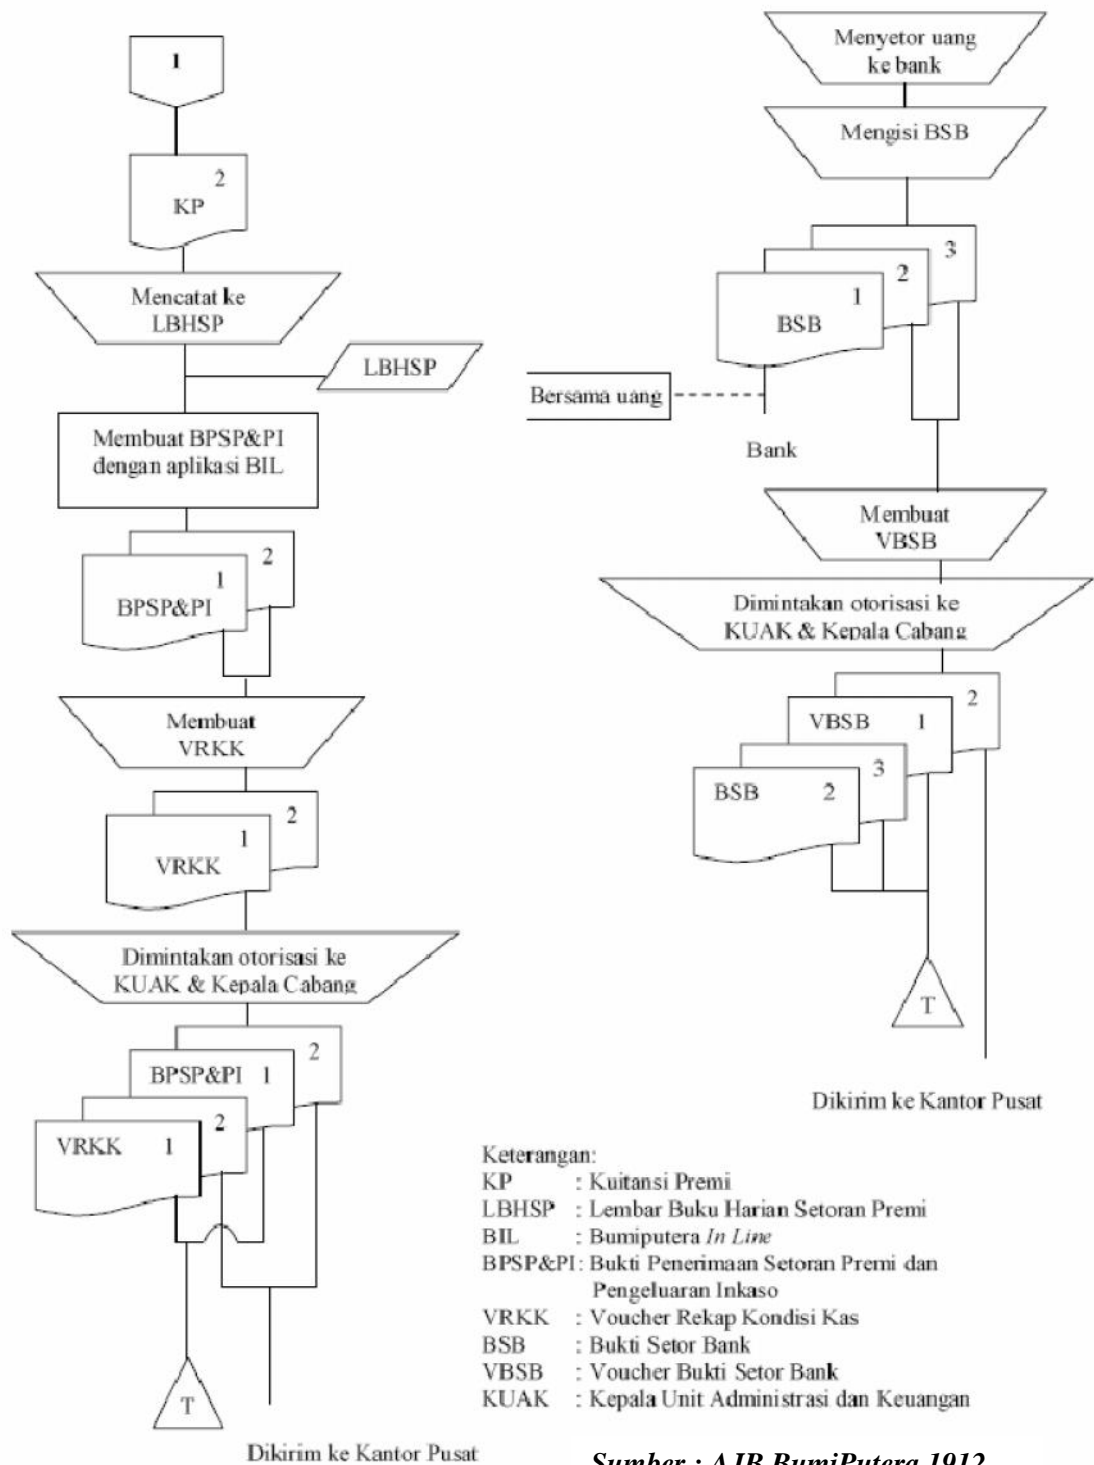 1
2
KP
Mencatat ke
LBHSP
LBHSP
Membuat BPSP&PI
dengan aplikasi BIL
2
1
BPSP&PI
Membuat
VRKK
2
1
VRKK
Dimintakan otorisasi ke
KUAK & Kepala Cabang
2
BPSP&PI 1
2
VRKK 1
T
Dikirim ke Kantor Pusat
Menyetor uang
ke bank
Mengisi BSB
3
2
1
BSB
Bersama uang
Bank
Membuat
VBSB
Dimintakan otorisasi ke
KUAK & Kepala Cabang
2
VBSB 1
3
BSB 2
T
Dikirim ke Kantor Pusat
Keterangan:
KP : Kuitansi Premi
LBHSP : Lembar Buku Harian Setoran Premi
BIL : Bumiputera In Line
BPSP&PI : Bukti Penerimaan Setoran Premi dan
Pengeluaran Inkaso
VRKK : Voucher Rekap Kondisi Kas
BSB : Bukti Setor Bank
VBSB : Voucher Bukti Setor Bank
KUAK : Kepala Unit Administrasi dan Keuangan
Sumber : AJB BumiPutera 1912